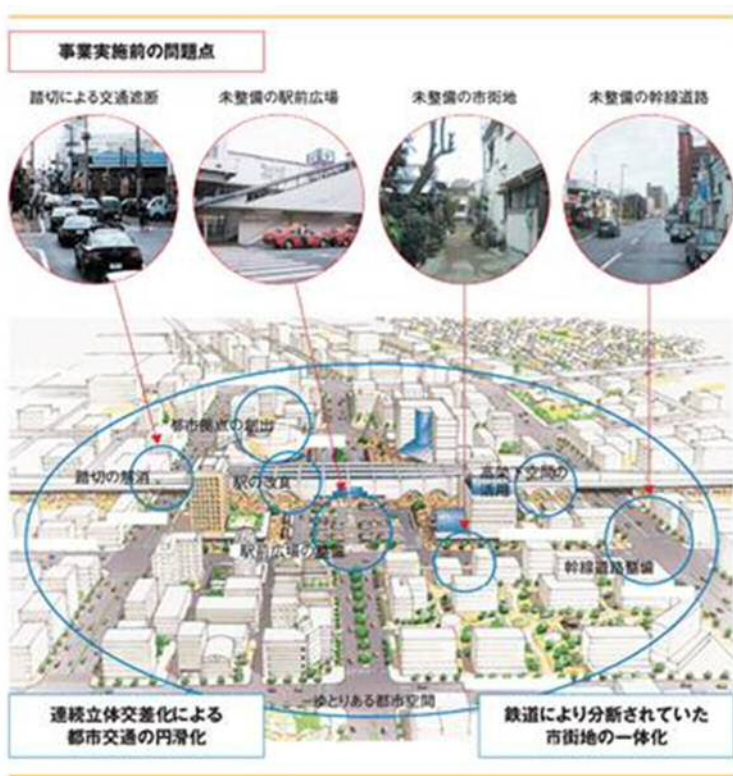 事業実施前の問題点
踏切による交通遮断
未整備の駅前広場
未整備の市街地
未整備の幹線道路
都市拠点の創出
踏切の解消
駅の改良
高架下空間の
活用
駅前広場の整備
幹線道路整備
ゆとりある都市空間
連続立体交差化による
都市交通の円滑化
鉄道により分断されていた
市街地の一体化